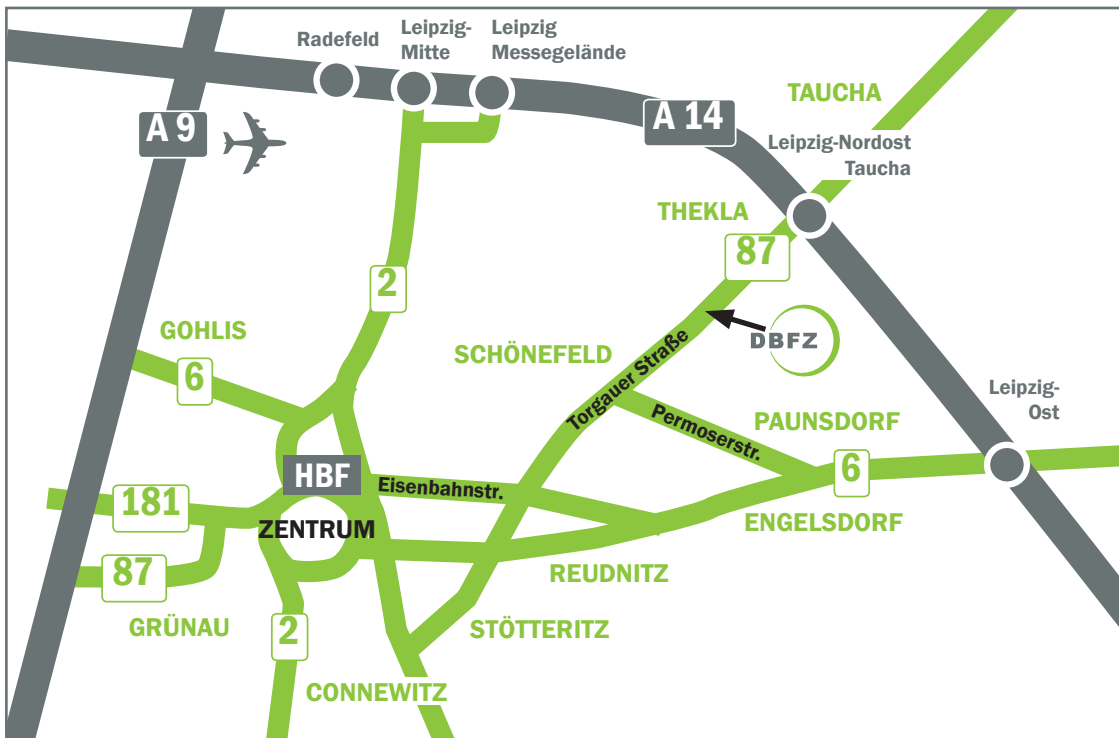 Radefeld
Leipzig-
Mitte
Leipzig
Messegelände
TAUCHA
A 9
A 14
Leipzig-Nordost
Taucha
THEKLA
87
2
GOHLIS
6
SCHÖNEFELD
Torgauer Straße
DBFZ
Leipzig-
Ost
Permoserstr.
PAUNSDORF
6
HBF
Eisenbahnstr.
181
ZENTRUM
ENGELSDORF
87
REUDNITZ
GRÜNAU
2
STÖTTERITZ
CONNEWITZ